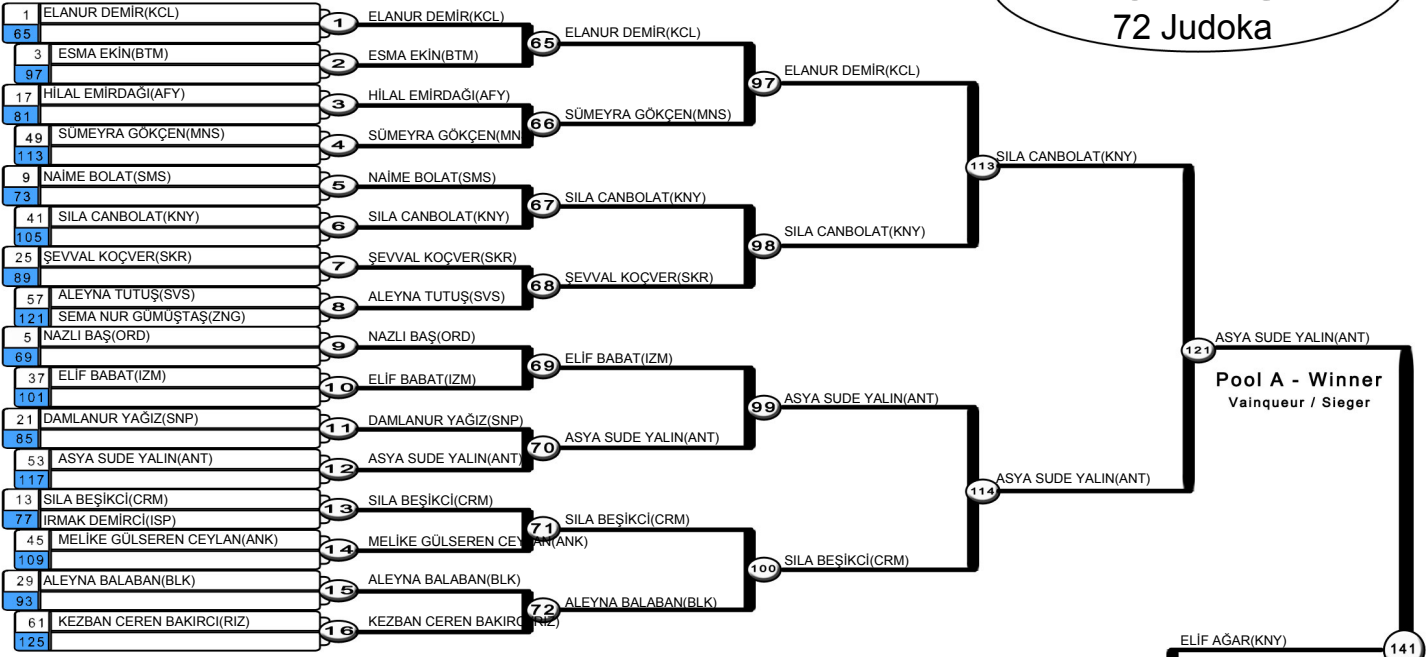 72 Judoka
1 ELANUR DEMİR(KCL)
65
3 ESMA EKİN(BTM)
97
17 HİLAL EMİRDAĞI(AFY)
81
49 SÜMEYRA GÖKÇEN(MNS)
113
9 NAİME BOLAT(SMS)
73
41 SILA CANBOLAT(KNY)
105
25 ŞEVVAL KOÇVER(SKR)
89
57 ALEYNA TUTUŞ(SVS)
121 SEMA NUR GÜMÜŞTAŞ(ZNG)
5 NAZLI BAŞ(ORD)
69
37 ELİF BABAT(IZM)
101
21 DAMLANUR YAĞIZ(SNP)
85
53 ASYA SUDE YALIN(ANT)
117
13 SILA BEŞİKCİ(CRM)
77 IRMAK DEMİRCİ(ISP)
45 MELİKE GÜLSEREN CEYLAN(ANK)
109
29 ALEYNA BALABAN(BLK)
93
61 KEZBAN CEREN BAKIRCI(RIZ)
125
1 ELANUR DEMİR(KCL)
2 ESMA EKİN(BTM)
3 HİLAL EMİRDAĞI(AFY)
4 SÜMEYRA GÖKÇEN(MN
5 NAİME BOLAT(SMS)
6 SILA CANBOLAT(KNY)
7 ŞEVVAL KOÇVER(SKR)
8 ALEYNA TUTUŞ(SVS)
9 NAZLI BAŞ(ORD)
10 ELİF BABAT(IZM)
11 DAMLANUR YAĞIZ(SNP)
12 ASYA SUDE YALIN(ANT)
13 SILA BEŞİKCİ(CRM)
14 MELİKE GÜLSEREN CEYLAN(ANK)
15 ALEYNA BALABAN(BLK)
16 KEZBAN CEREN BAKIRC RIZ)
65 ELANUR DEMİR(KCL)
66 SÜMEYRA GÖKÇEN(MNS)
67 SILA CANBOLAT(KNY)
68 ŞEVVAL KOÇVER(SKR)
69 ELİF BABAT(IZM)
70 ASYA SUDE YALIN(ANT)
71 SILA BEŞİKCİ(CRM)
72 ALEYNA BALABAN(BLK)
97 ELANUR DEMİR(KCL)
98 SILA CANBOLAT(KNY)
99 ASYA SUDE YALIN(ANT)
100 SILA BEŞİKCİ(CRM)
113 SILA CANBOLAT(KNY)
114 ASYA SUDE YALIN(ANT)
121 ASYA SUDE YALIN(ANT)
Pool A - Winner
Vainqueur / Sieger
ELİF AĞAR(KNY)
141